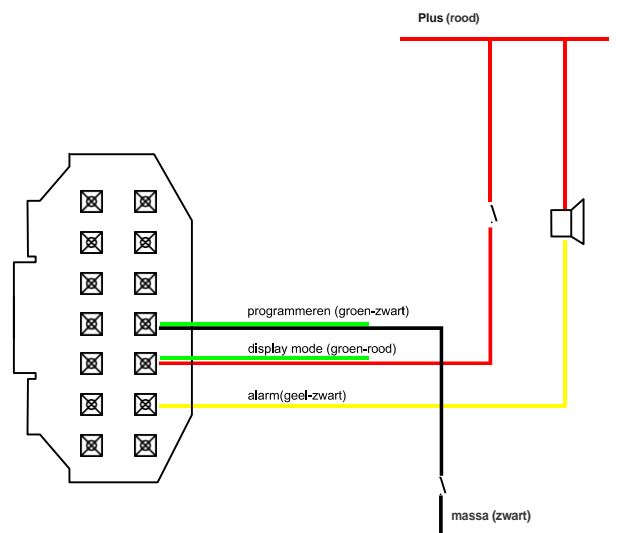 Plus (rood)
programmeren (groen-zwart)
display mode (groen-rood)
alarm(geel-zwart)
massa (zwart)